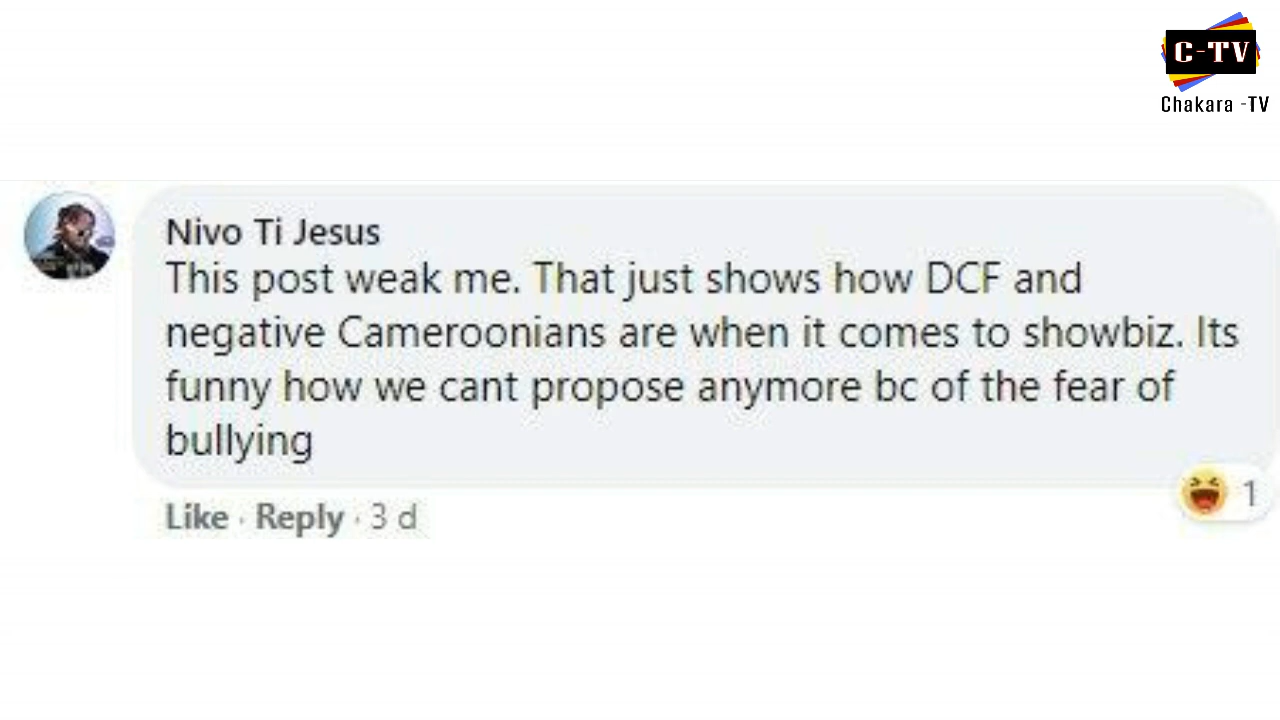 C-TV
Chakara -TV
Nivo Ti Jesus
This post weak me. That just shows how DCF and
negative Cameroonians are when it comes to showbiz. Its
funny how we cant propose anymore bc of the fear of
bullying
1
Like · Reply · 3 d